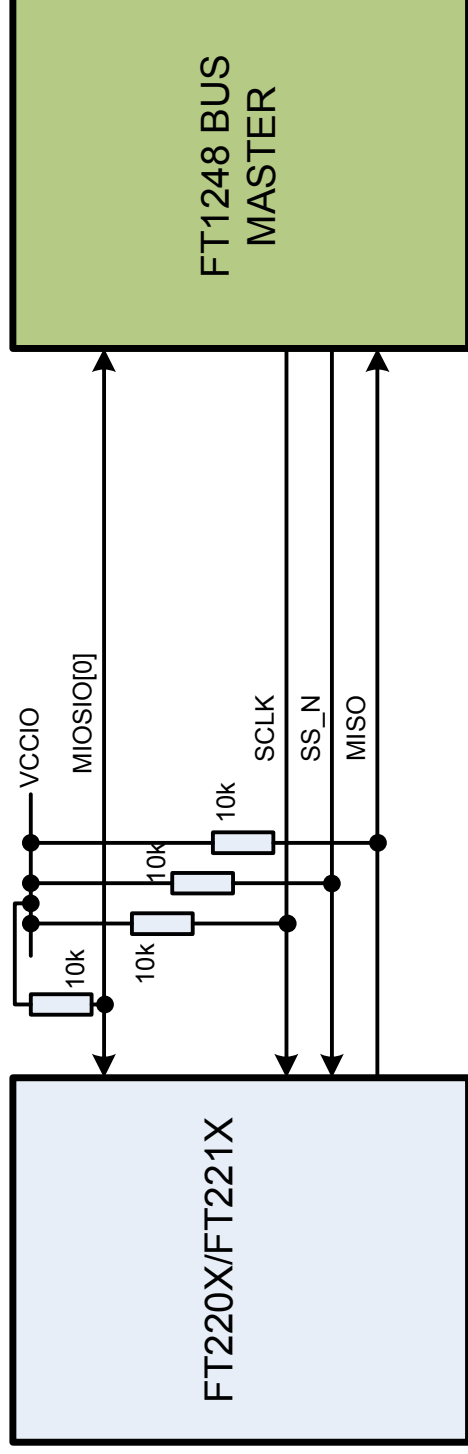 FT1248 BUS
MASTER
VCCIO
MIOSIO[0]
10k
10k
10k
10k
SCLK
SS_N
MISO
FT220X/FT221X